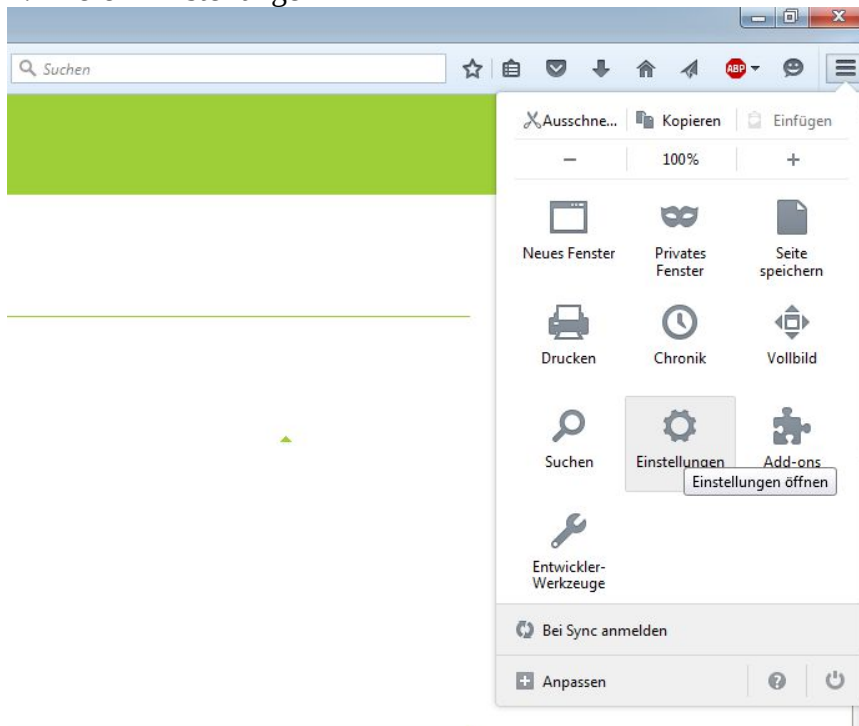 Suchen
ABP
Ausschne... Kopieren Einfügen
− 100% +
Neues Fenster Privates Fenster Seite speichern
Drucken Chronik Vollbild
Suchen Einstellungen Add-ons
Einstellungen öffnen
Entwickler-
Werkzeuge
Bei Sync anmelden
Anpassen